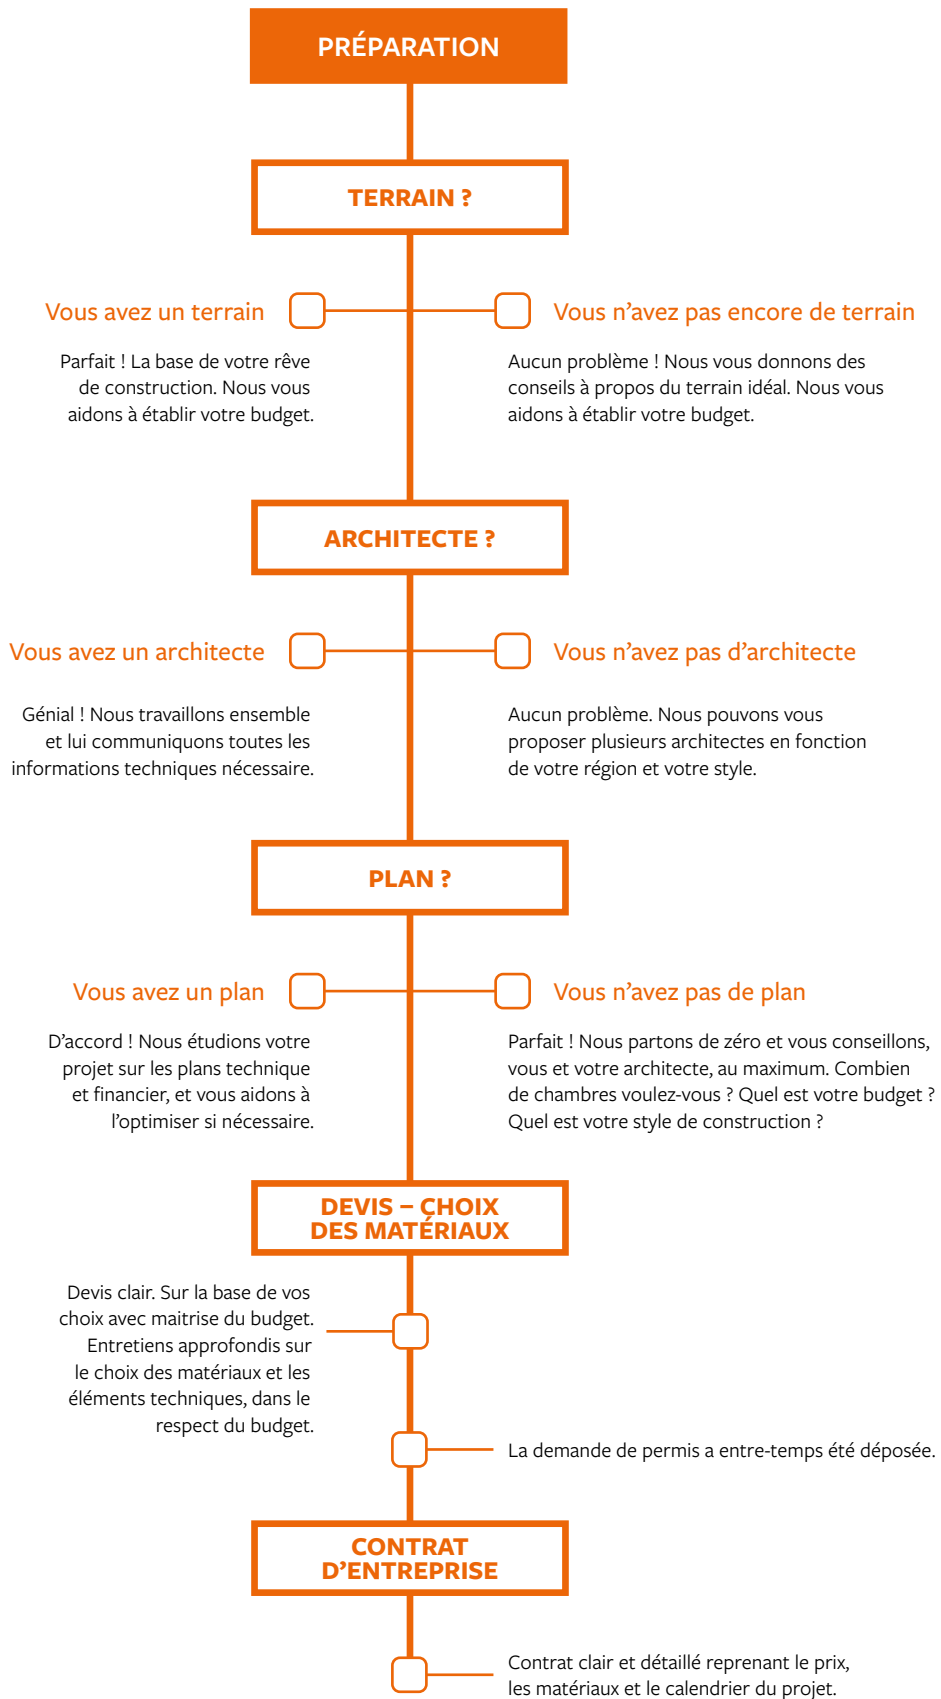 PRÉPARATION
TERRAIN ?
Vous avez un terrain
Parfait ! La base de votre rêve
de construction. Nous vous
aidons à établir votre budget.
Vous n’avez pas encore de terrain
Aucun problème ! Nous vous donnons des
conseils à propos du terrain idéal. Nous vous
aidons à établir votre budget.
ARCHITECTE ?
Vous avez un architecte
Génial ! Nous travaillons ensemble
et lui communiquons toutes les
informations techniques nécessaire.
Vous n’avez pas d’architecte
Aucun problème. Nous pouvons vous
proposer plusieurs architectes en fonction
de votre région et votre style.
PLAN ?
Vous avez un plan
D’accord ! Nous étudions votre
projet sur les plans technique
et financier, et vous aidons à
l’optimiser si nécessaire.
Vous n’avez pas de plan
Parfait ! Nous partons de zéro et vous conseillons,
vous et votre architecte, au maximum. Combien
de chambres voulez-vous ? Quel est votre budget ?
Quel est votre style de construction ?
DEVIS – CHOIX
DES MATÉRIAUX
Devis clair. Sur la base de vos
choix avec maitrise du budget.
Entretiens approfondis sur
le choix des matériaux et les
éléments techniques, dans le
respect du budget.
La demande de permis a entre-temps été déposée.
CONTRAT
D’ENTREPRISE
Contrat clair et détaillé reprenant le prix,
les matériaux et le calendrier du projet.